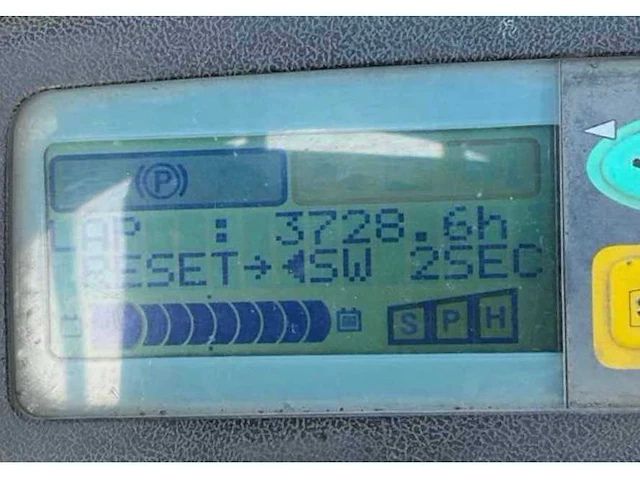 (P)
LAP : 3728.6h
RESET→◀SW 2SEC
S P H